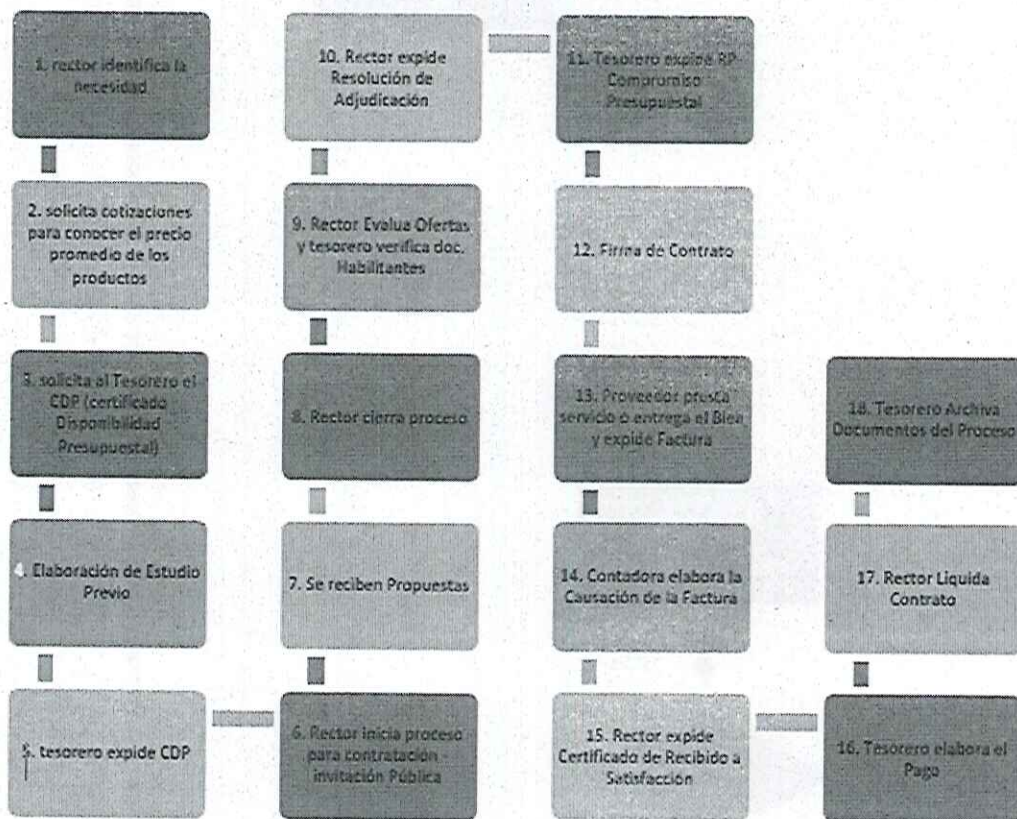 1. rector identifica la
necesidad
2. solicita cotizaciones
para conocer el precio
promedio de los
productos
3. solicita al Tesorero el
CDP (certificado
Disponibilidad
Presupuestal)
4. Elaboración de Estudio
Previo
5. tesorero expide CDP
6. Rector inicia proceso
para contratación -
invitación Pública
7. Se reciben Propuestas
8. Rector cierra proceso
9. Rector Evalua Ofertas
y tesorero verifica doc.
Habilitantes
10. Rector expide
Resolución de
Adjudicación
11. Tesorero expide RP-
Compromiso
Presupuestal
12. Firma de Contrato
13. Proveedor presta
servicio o entrega el Bien
y expide Factura
14. Contadora elabora la
Causación de la Factura
15. Rector expide
Certificado de Recibido a
Satisfacción
16. Tesorero elabora el
Pago
17. Rector Liquida
Contrato
18. Tesorero Archiva
Documentos del Proceso